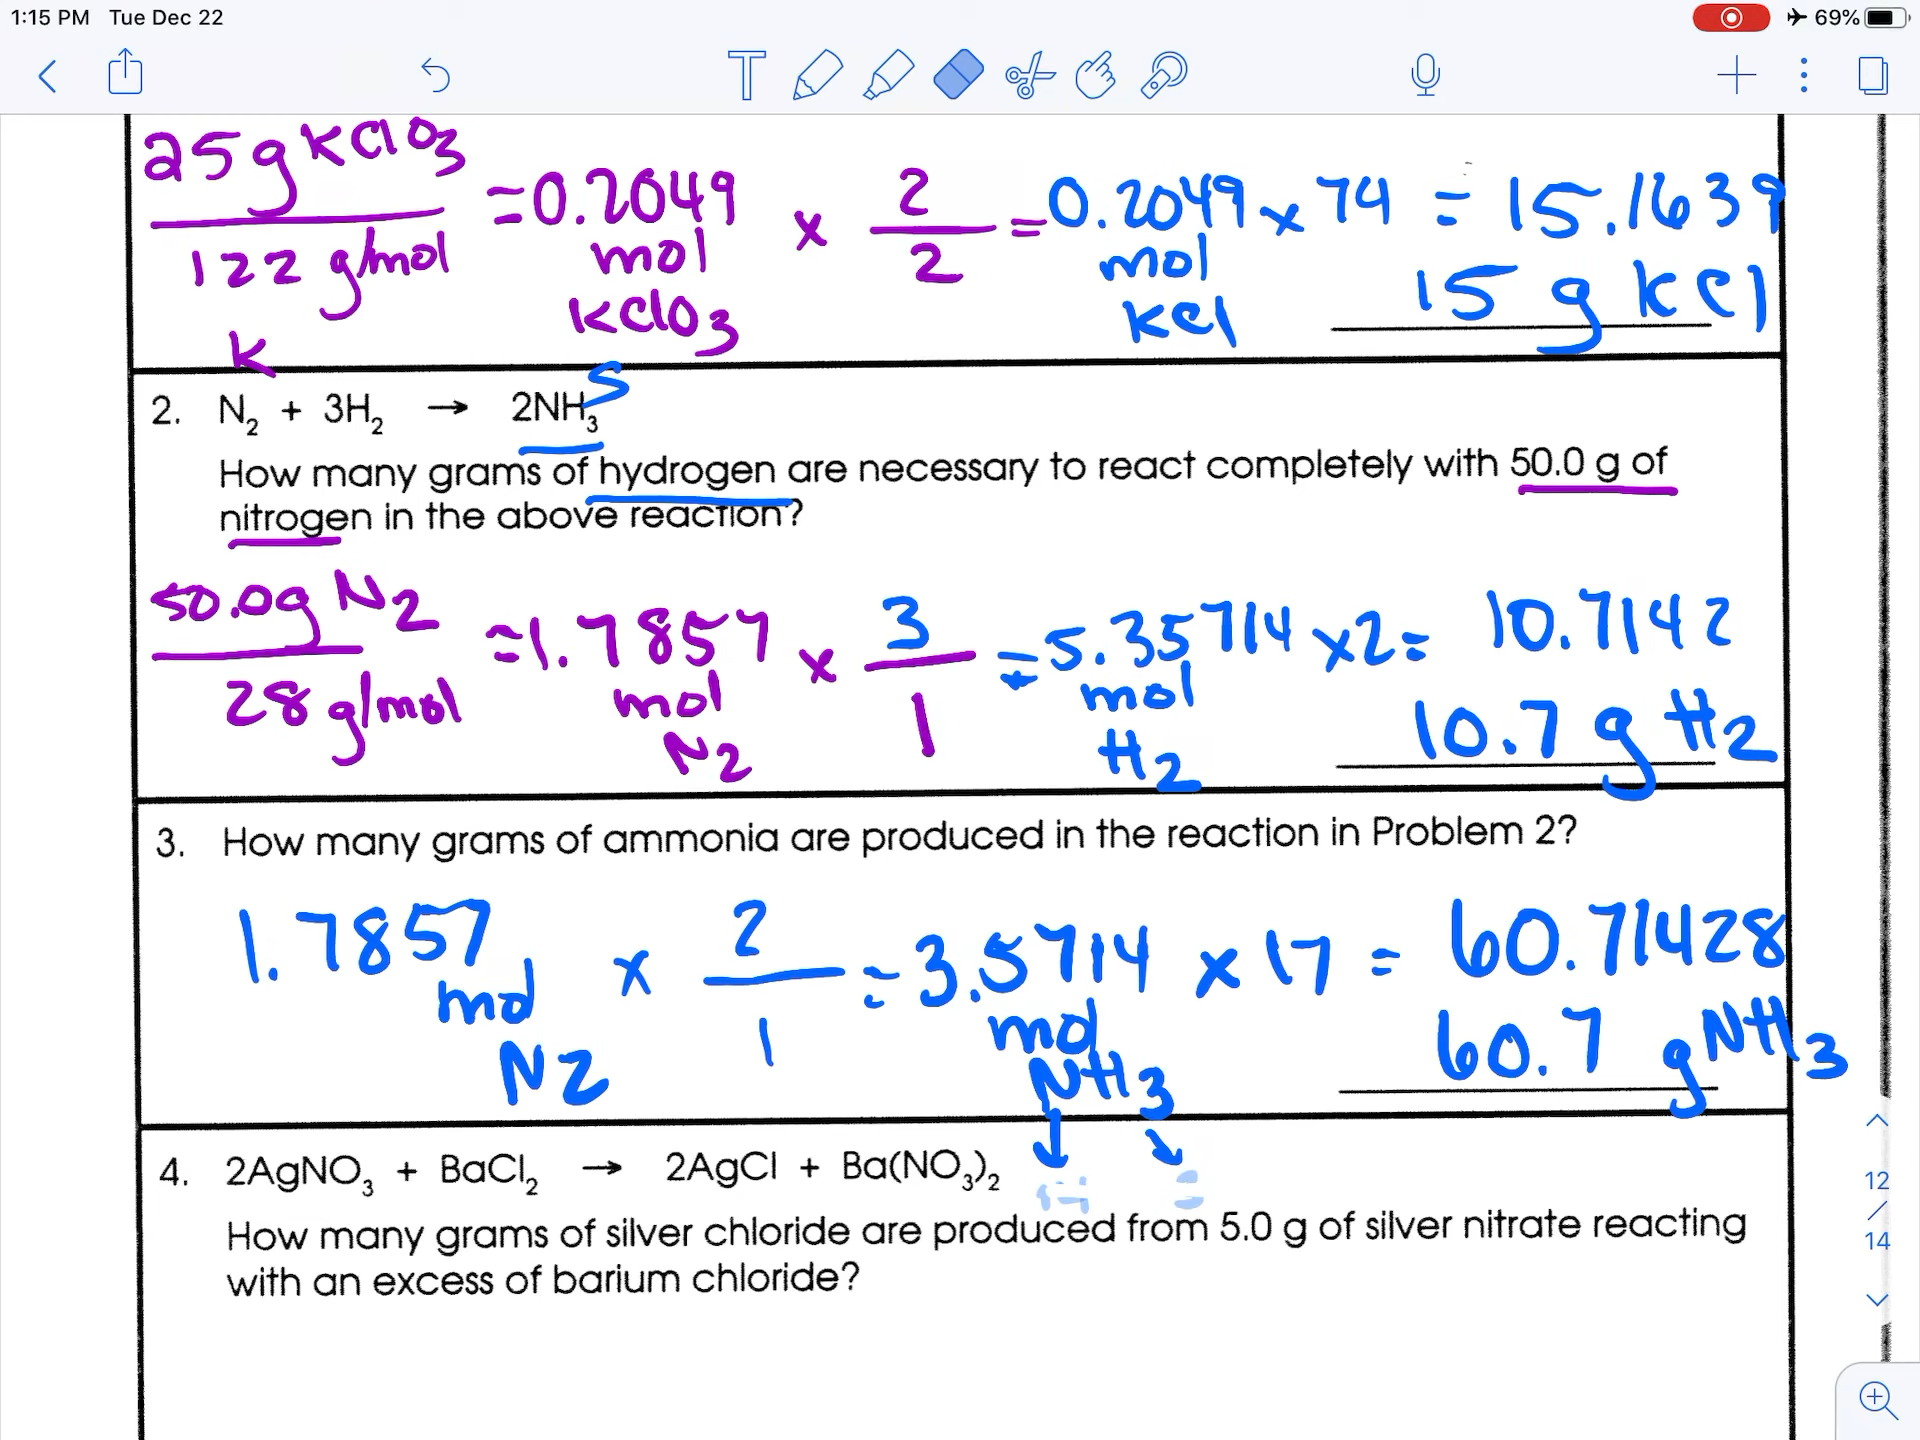 1:15 PM Tue Dec 22
69%
25 g KClO3
122 g/mol
K
=0.2049
mol
KClO3
x 2
2
=0.2049 x 74 = 15.1639
mol
KCl
15 g KCl
S
2. N₂ + 3H₂ → 2NH₃
How many grams of hydrogen are necessary to react completely with 50.0 g of
nitrogen in the above reaction?
50.0g N2
28 g/mol
=1.7857
mol
N2
x 3
1
=5.35714 x2= 10.7142
mol
H2
10.7 g H2
3. How many grams of ammonia are produced in the reaction in Problem 2?
1.7857
mol
N2
x 2
1
=3.5714 x 17 = 60.71428
mol
NH3
60.7 g NH3
4. 2AgNO₃ + BaCl₂ → 2AgCl + Ba(NO₃)₂
How many grams of silver chloride are produced from 5.0 g of silver nitrate reacting
with an excess of barium chloride?
12
/
14